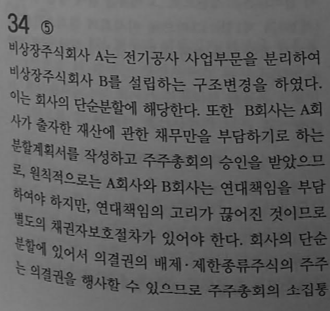 34 ⑤
비상장주식회사 A는 전기공사 사업부문을 분리하여
비상장주식회사 B를 설립하는 구조변경을 하였다.
이는 회사의 단순분할에 해당한다. 또한 B회사는 A회
사가 출자한 재산에 관한 채무만을 부담하기로 하는
분할계획서를 작성하고 주주총회의 승인을 받았으므
로, 원칙적으로는 A회사와 B회사는 연대책임을 부담
하여야 하지만, 연대책임의 고리가 끊어진 것이므로
별도의 채권자보호절차가 있어야 한다. 회사의 단순
분할에 있어서 의결권의 배제·제한종류주식의 주주
는 의결권을 행사할 수 있으므로 주주총회의 소집통